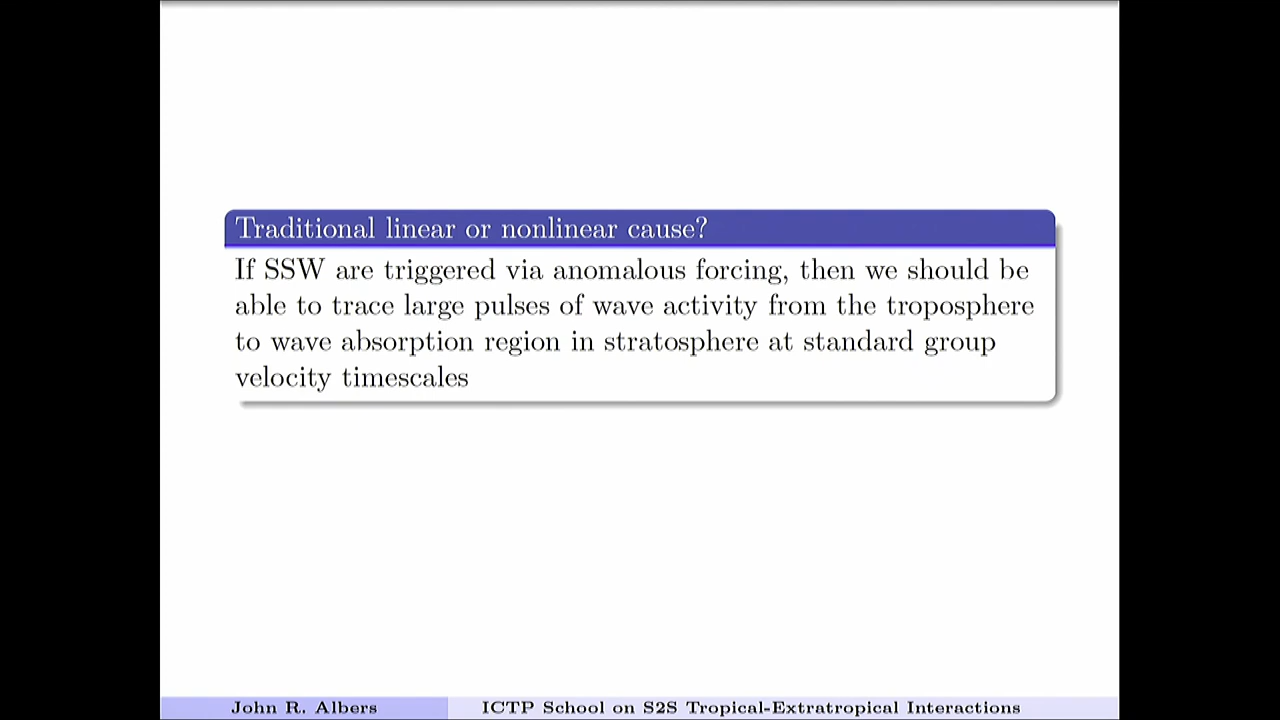 Traditional linear or nonlinear cause?
If SSW are triggered via anomalous forcing, then we should be
able to trace large pulses of wave activity from the troposphere
to wave absorption region in stratosphere at standard group
velocity timescales
John R. Albers
ICTP School on S2S Tropical-Extratropical Interactions